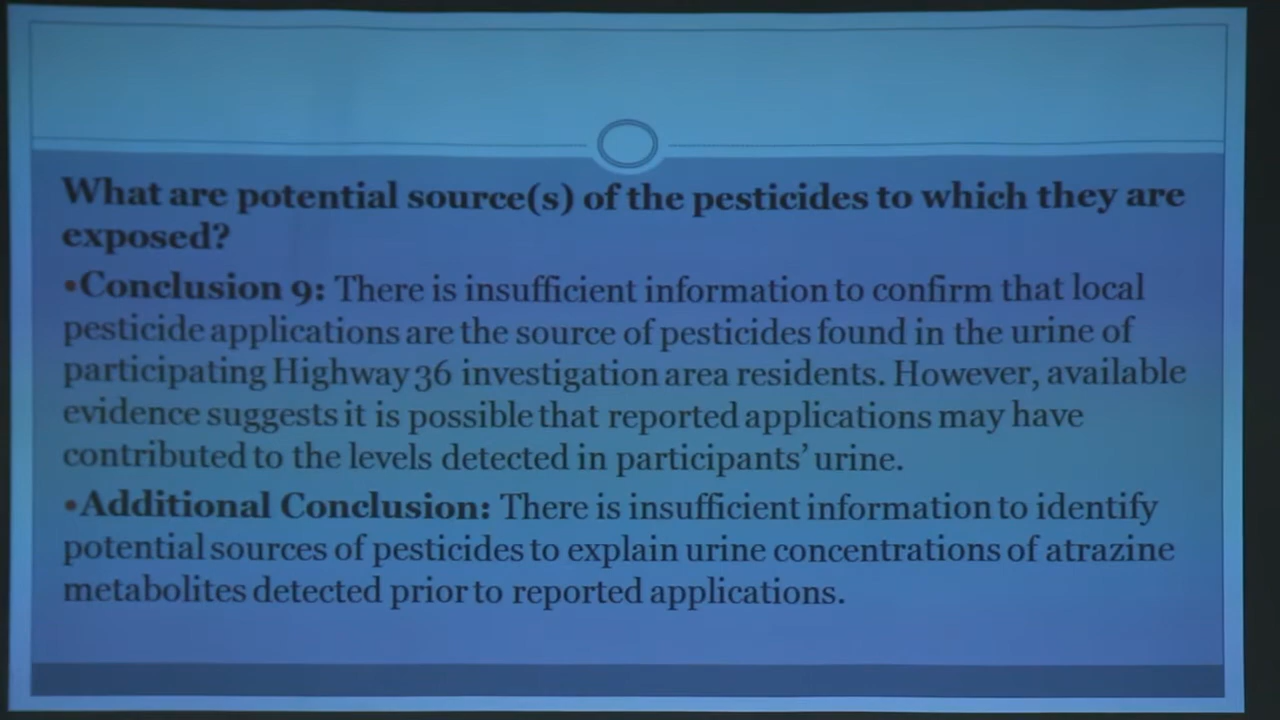 What are potential source(s) of the pesticides to which they are
exposed?
•Conclusion 9: There is insufficient information to confirm that local
pesticide applications are the source of pesticides found in the urine of
participating Highway 36 investigation area residents. However, available
evidence suggests it is possible that reported applications may have
contributed to the levels detected in participants’ urine.
•Additional Conclusion: There is insufficient information to identify
potential sources of pesticides to explain urine concentrations of atrazine
metabolites detected prior to reported applications.